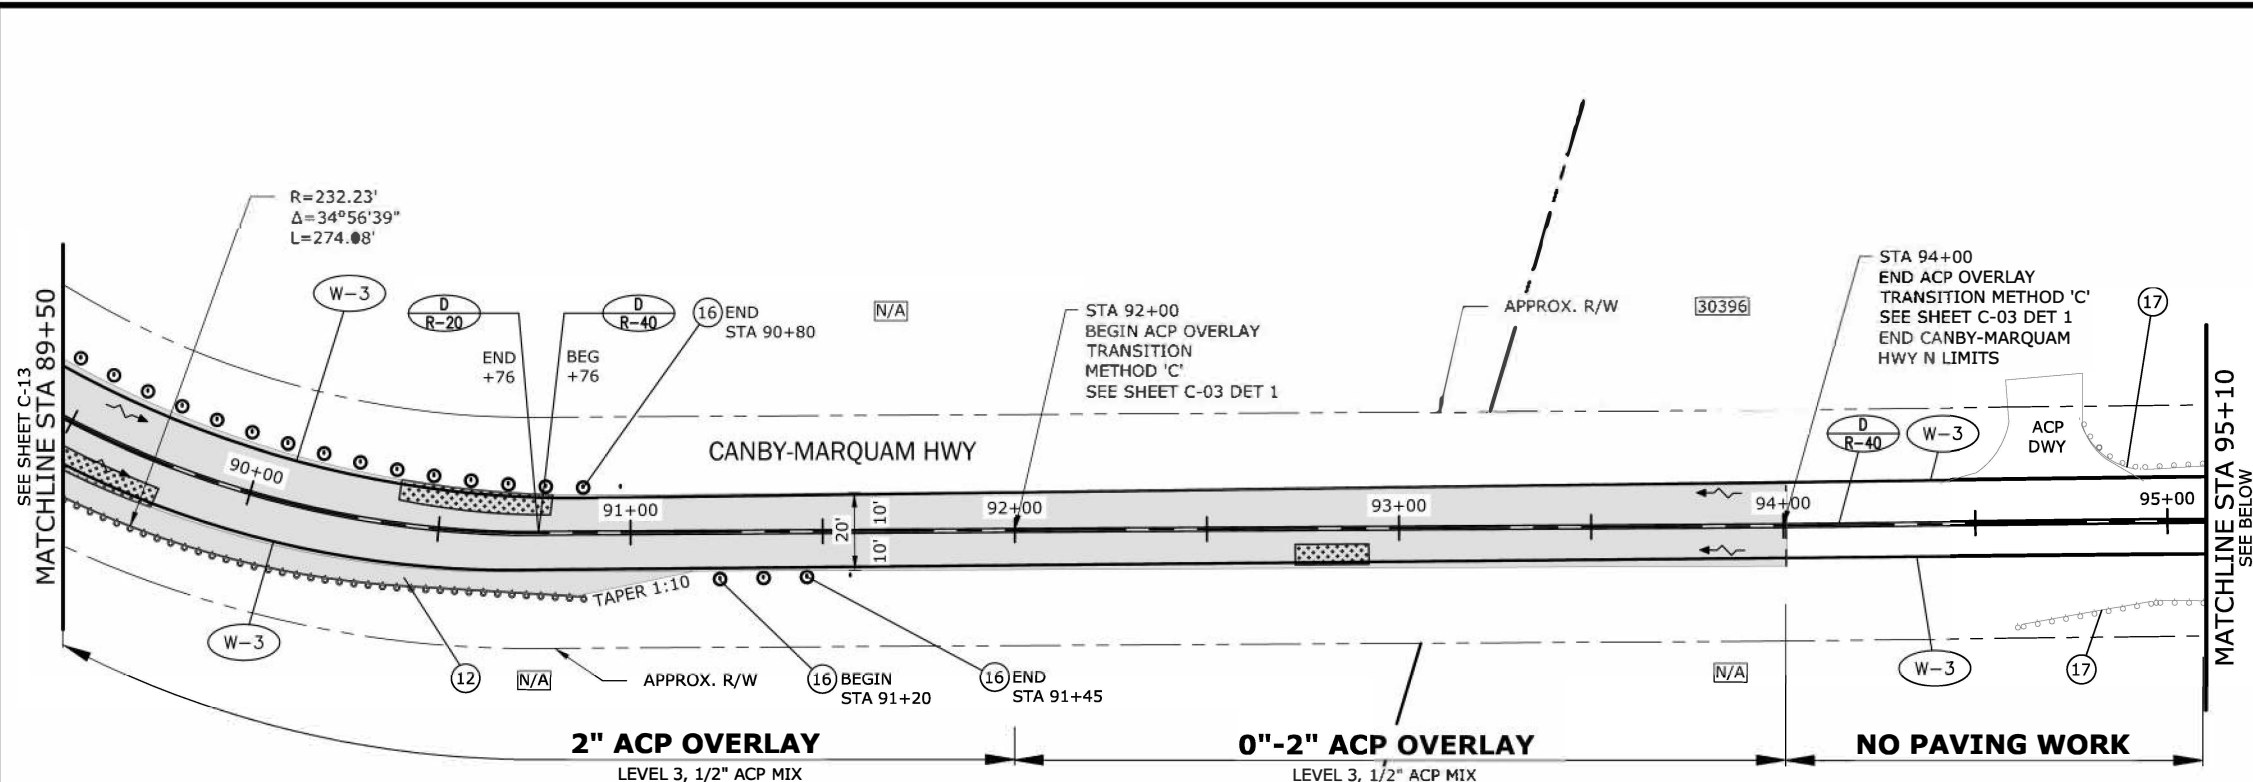 SEE SHEET C-13
MATCHLINE STA 89+50
R=232.23'
Δ=34°56'39"
L=274.08'
W-3
D
R-20
END
+76
D
R-40
BEG
+76
16 END
STA 90+80
N/A
STA 92+00
BEGIN ACP OVERLAY
TRANSITION
METHOD 'C'
SEE SHEET C-03 DET 1
APPROX. R/W
30396
STA 94+00
END ACP OVERLAY
TRANSITION METHOD 'C'
SEE SHEET C-03 DET 1
END CANBY-MARQUAM
HWY N LIMITS
17
D
R-40
W-3
ACP
DWY
CANBY-MARQUAM HWY
90+00
91+00
92+00
93+00
94+00
95+00
20'
10'
10'
TAPER 1:10
W-3
12
N/A
APPROX. R/W
16 BEGIN
STA 91+20
16 END
STA 91+45
N/A
W-3
17
MATCHLINE STA 95+10
SEE BELOW
2" ACP OVERLAY
LEVEL 3, 1/2" ACP MIX
0"-2" ACP OVERLAY
LEVEL 3, 1/2" ACP MIX
NO PAVING WORK